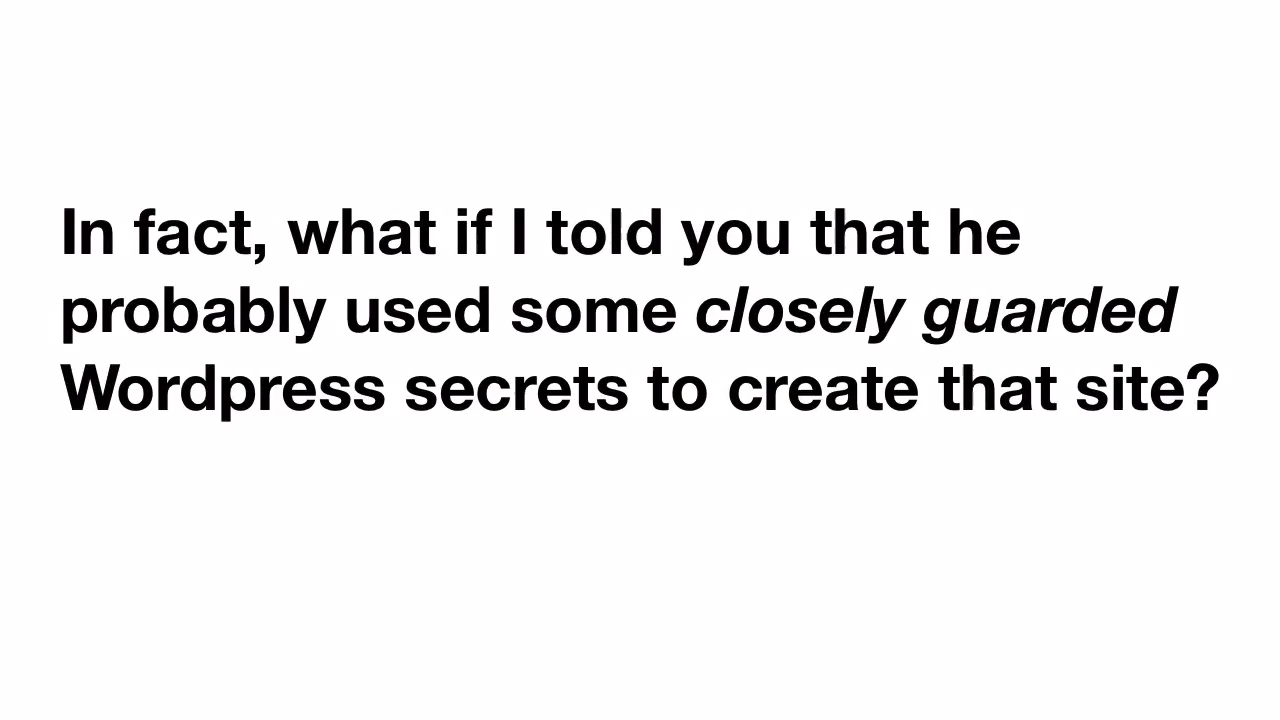 In fact, what if I told you that he
probably used some closely guarded
Wordpress secrets to create that site?